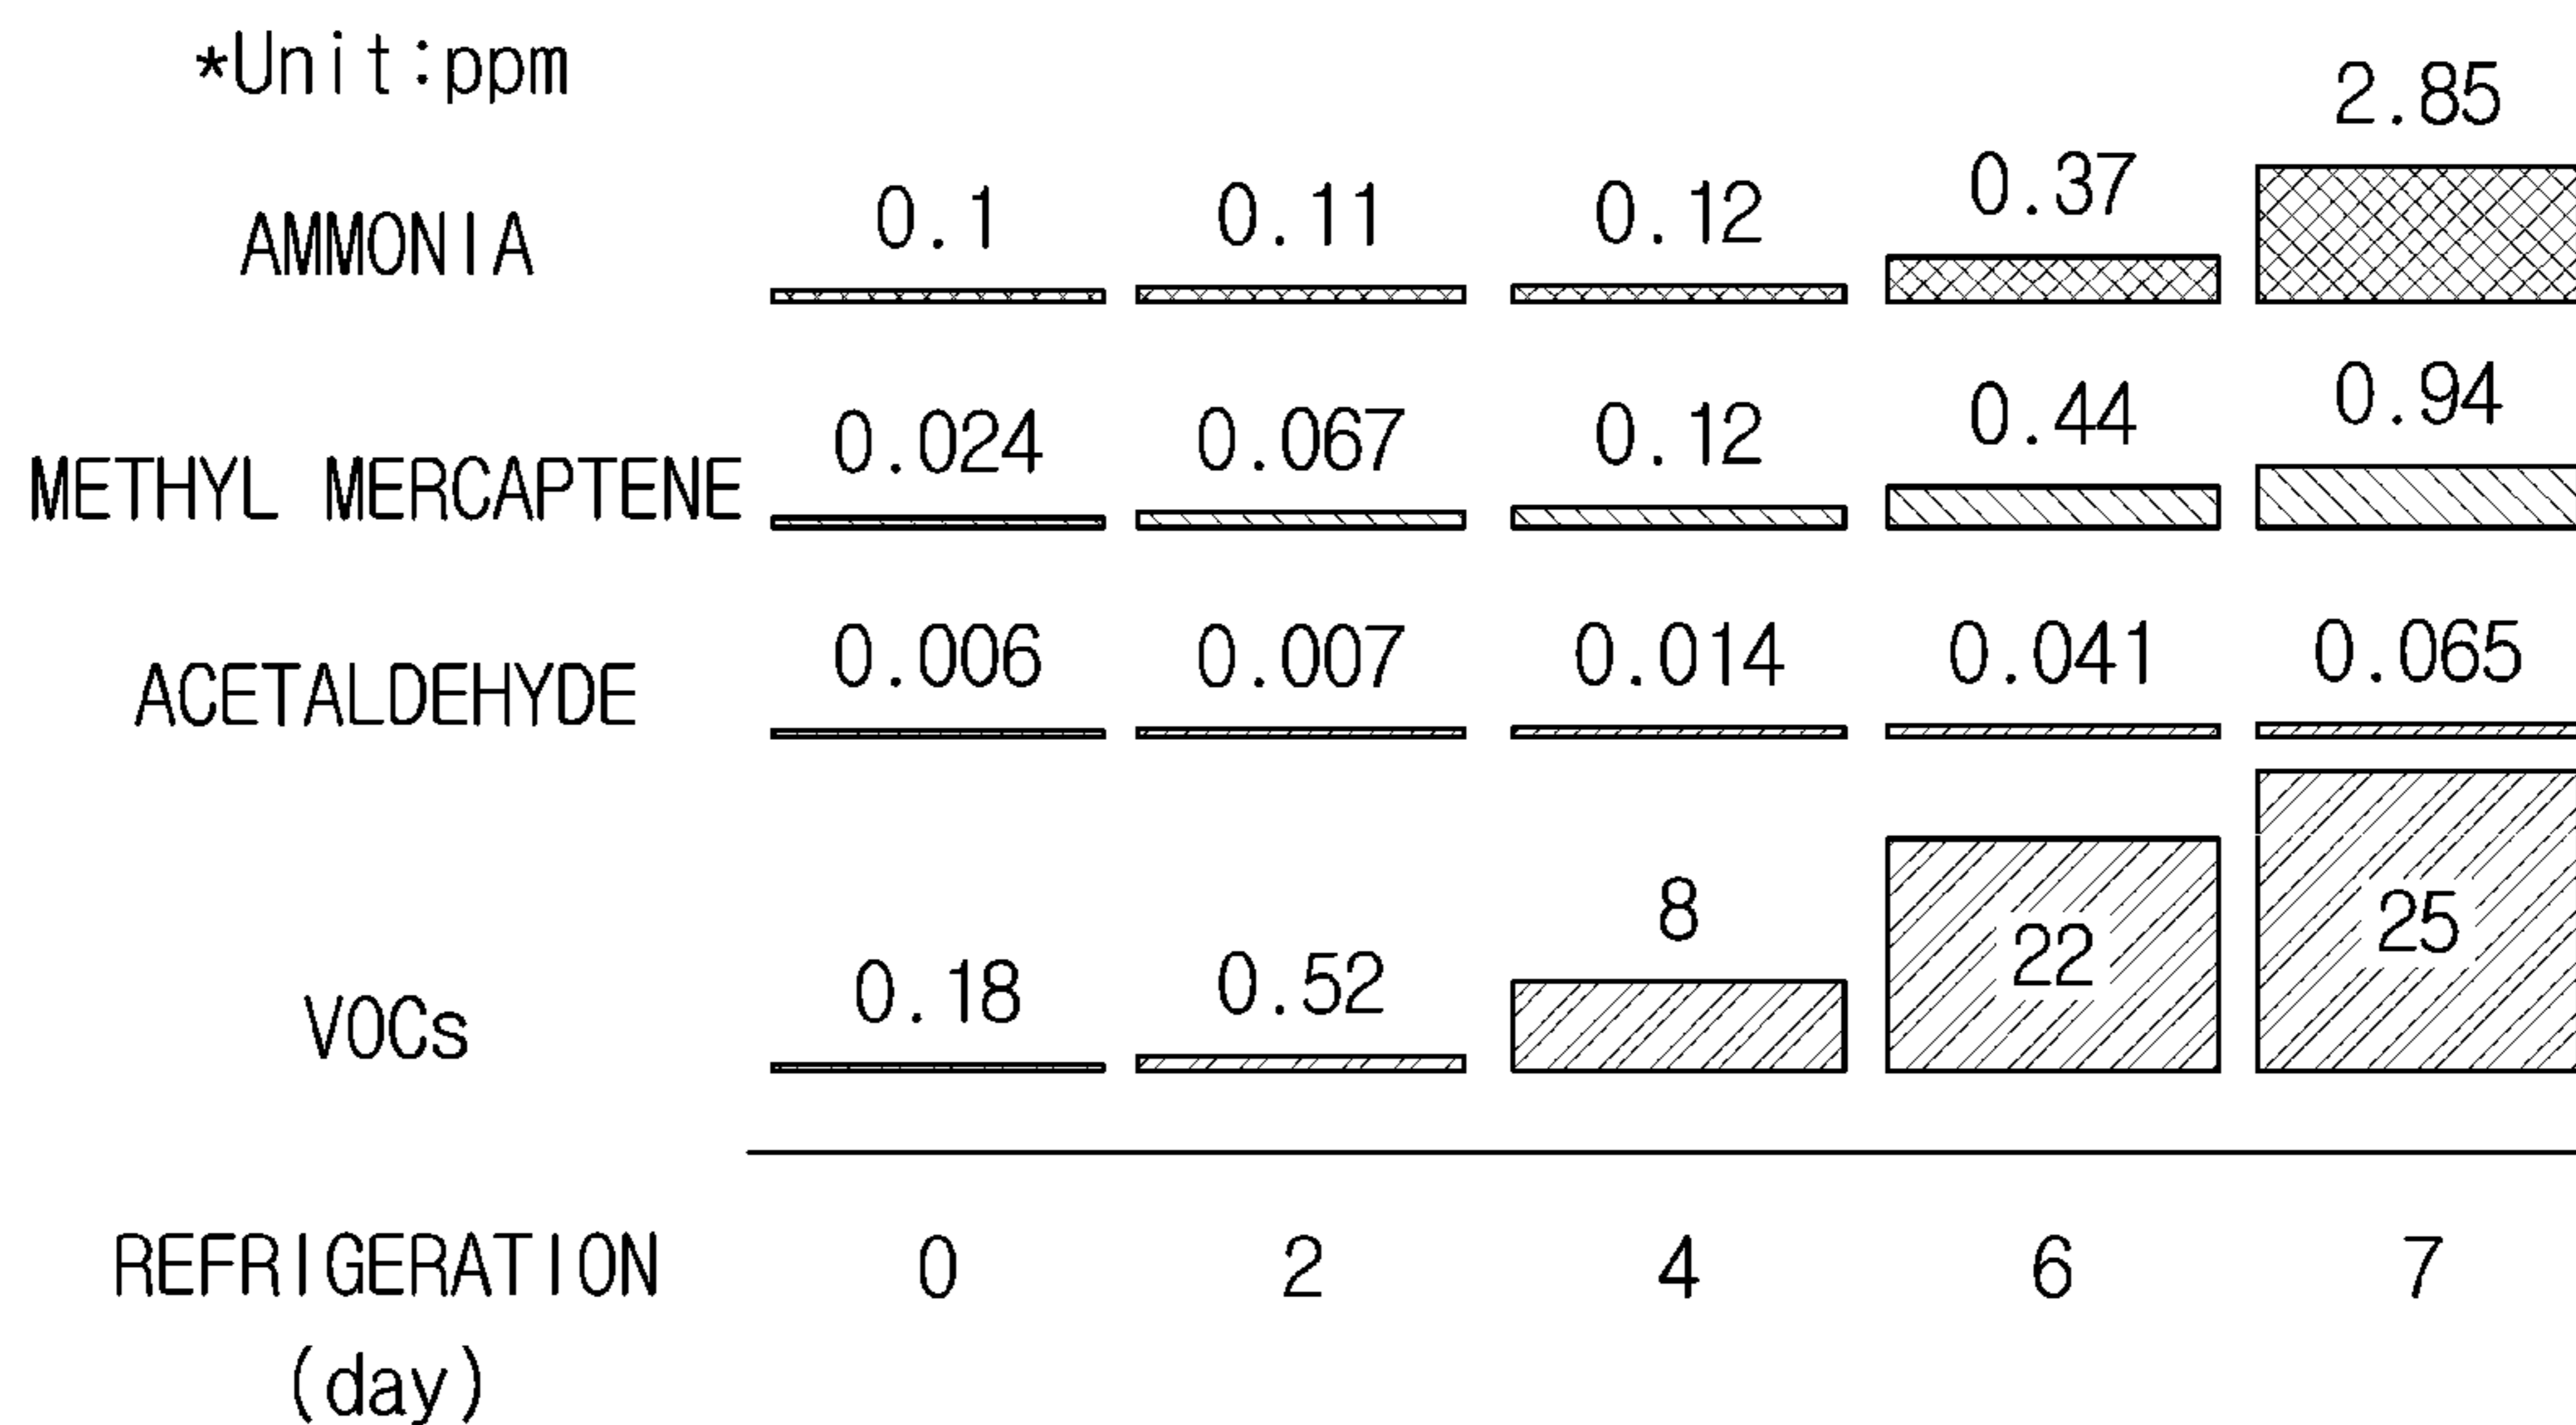 *Unit:ppm
AMMONIA 0.1 0.11 0.12 0.37 2.85
METHYL MERCAPTENE 0.024 0.067 0.12 0.44 0.94
ACETALDEHYDE 0.006 0.007 0.014 0.041 0.065
VOCs 0.18 0.52 8 22 25
REFRIGERATION 0 2 4 6 7
(day)